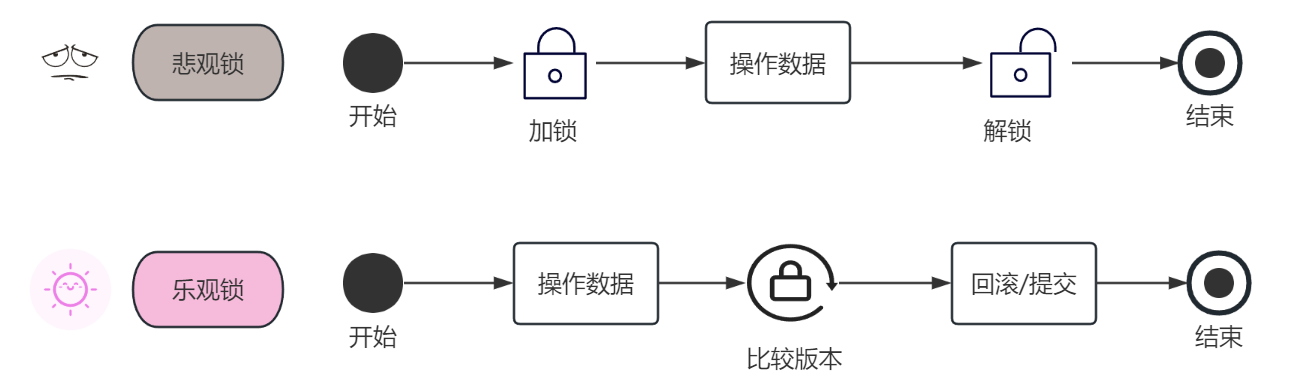 悲观锁
操作数据
开始
加锁
解锁
结束
乐观锁
操作数据
回滚/提交
开始
比较版本
结束